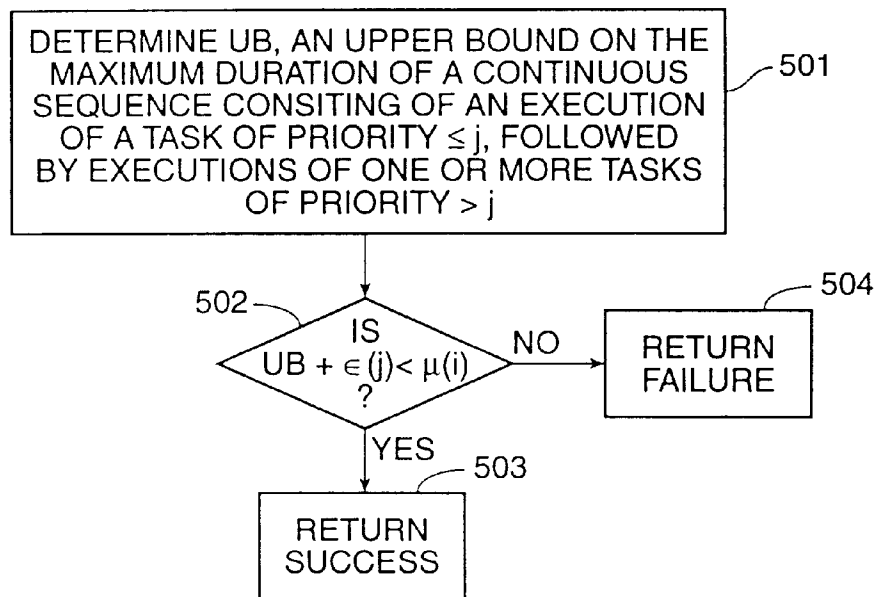 DETERMINE UB, AN UPPER BOUND ON THE
MAXIMUM DURATION OF A CONTINUOUS
SEQUENCE CONSITING OF AN EXECUTION
OF A TASK OF PRIORITY ≤ j, FOLLOWED
BY EXECUTIONS OF ONE OR MORE TASKS
OF PRIORITY > j
501
502
IS
UB + ∈(j)< μ(i)
?
NO
504
RETURN
FAILURE
YES
503
RETURN
SUCCESS